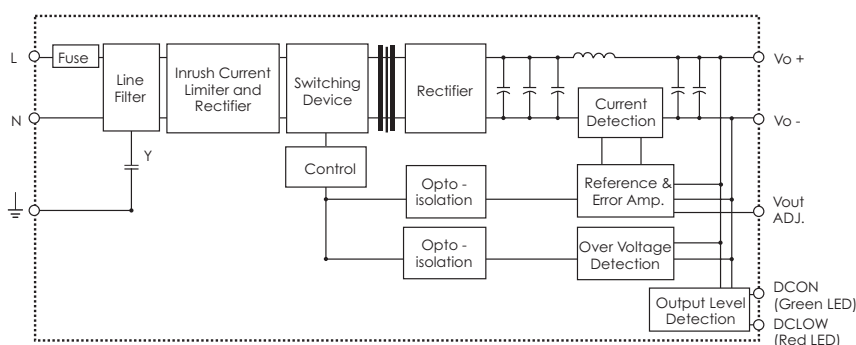 L
Fuse
Line
Filter
Inrush Current
Limiter and
Rectifier
Switching
Device
Rectifier
Current
Detection
Vo +
N
Vo -
Y
Control
Opto -
isolation
Reference &
Error Amp.
Vout
ADJ.
Opto -
isolation
Over Voltage
Detection
Output Level
Detection
DCON
(Green LED)
DCLOW
(Red LED)